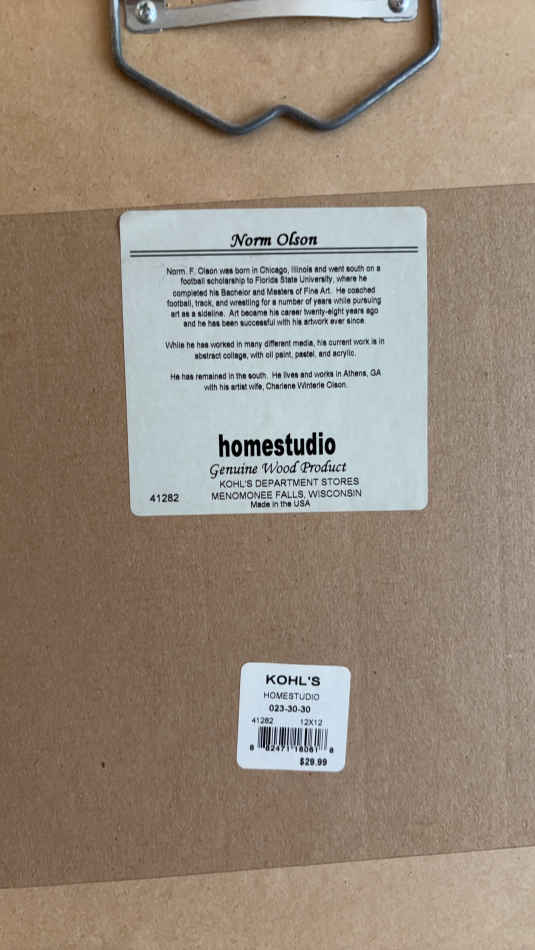 Norm Olson
Norm. F. Olson was born in Chicago, Illinois and went south on a
football scholarship to Florida State University, where he
completed his Bachelor and Masters of Fine Art. He coached
football, track, and wrestling for a number of years while pursuing
art as a sideline. Art became his career twenty-eight years ago
and he has been successful with his artwork ever since.
While he has worked in many different media, his current work is in
abstract collage, with oil paint, pastel, and acrylic.
He has remained in the south. He lives and works in Athens, GA
with his artist wife, Charlene Winterle Olson.
homestudio
Genuine Wood Product
KOHL'S DEPARTMENT STORES
41282 MENOMONEE FALLS, WISCONSIN
Made in the USA
KOHL'S
HOMESTUDIO
023-30-30
41282 12X12
8 82471 18081 8
$29.99